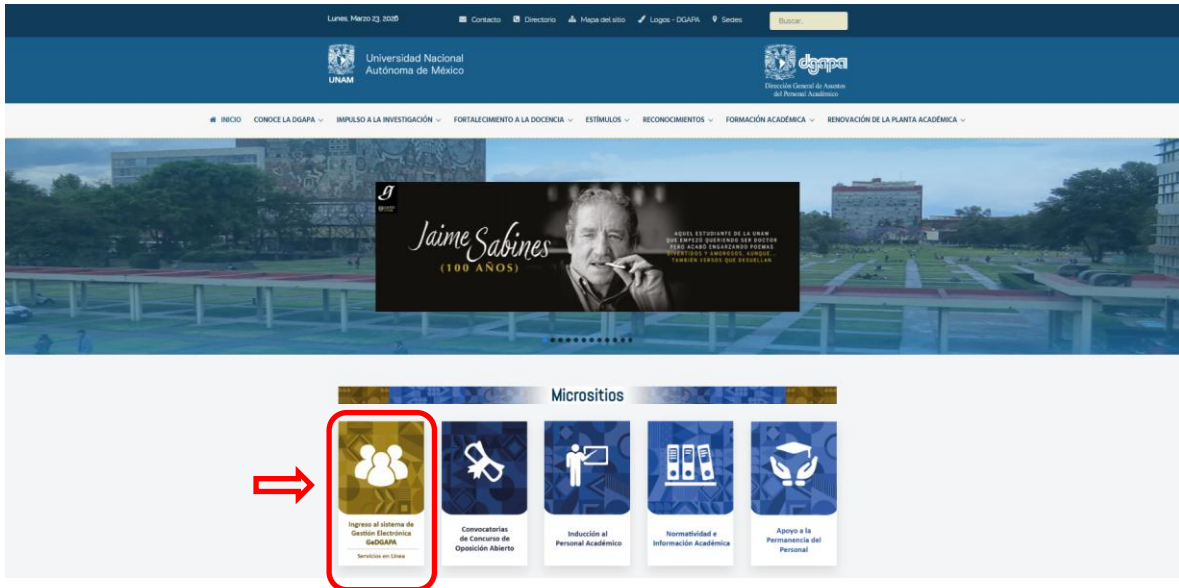 Lunes, Marzo 23, 2026
Contacto
Directorio
Mapa del sitio
Logos - DGAPA
Sedes
Buscar...
UNAM
Universidad Nacional
Autónoma de México
dgapa
Dirección General de Asuntos
del Personal Académico
INICIO
CONOCE LA DGAPA
IMPULSO A LA INVESTIGACIÓN
FORTALECIMIENTO A LA DOCENCIA
ESTÍMULOS
RECONOCIMIENTOS
FORMACIÓN ACADÉMICA
RENOVACIÓN DE LA PLANTA ACADÉMICA
g
Jaime Sabines
(100 AÑOS)
AQUEL ESTUDIANTE DE LA UNAM
QUE EMPEZÓ QUERIENDO SER DOCTOR
PERO ACABÓ ENGARZANDO POEMAS
DIVERTIDOS Y AMOROSOS, AUNQUE...
TAMBIÉN VERSOS QUE DESUELLAN
Micrositios
Ingreso al sistema de
Gestión Electrónica
GeDGAPA
Servicios en Línea
Convocatorias
de Concurso de
Oposición Abierto
Inducción al
Personal Académico
Normatividad e
Información Académica
Apoyo a la
Permanencia del
Personal